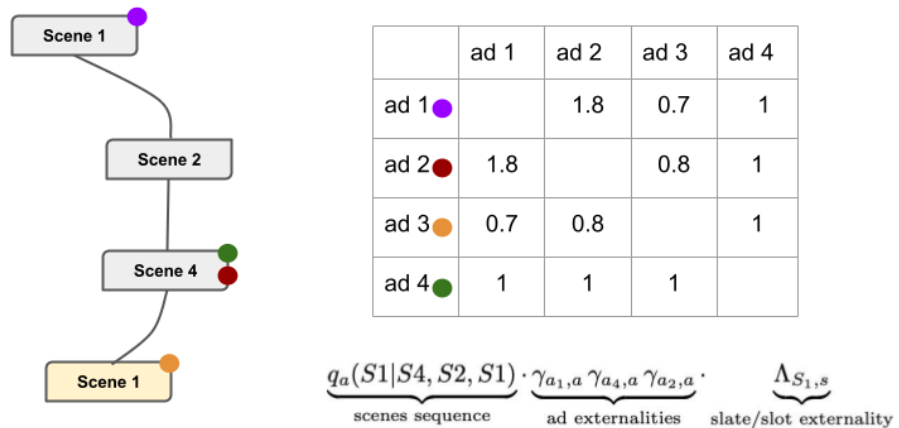 Scene 1
Scene 2
Scene 4
Scene 1
ad 1 ad 2 ad 3 ad 4
ad 1 1.8 0.7 1
ad 2 1.8 0.8 1
ad 3 0.7 0.8 1
ad 4 1 1 1
q_a(S1|S4, S2, S1) · γ_{a_1,a} γ_{a_4,a} γ_{a_2,a} · Λ_{S_1,s}
scenes sequence ad externalities slate/slot externality